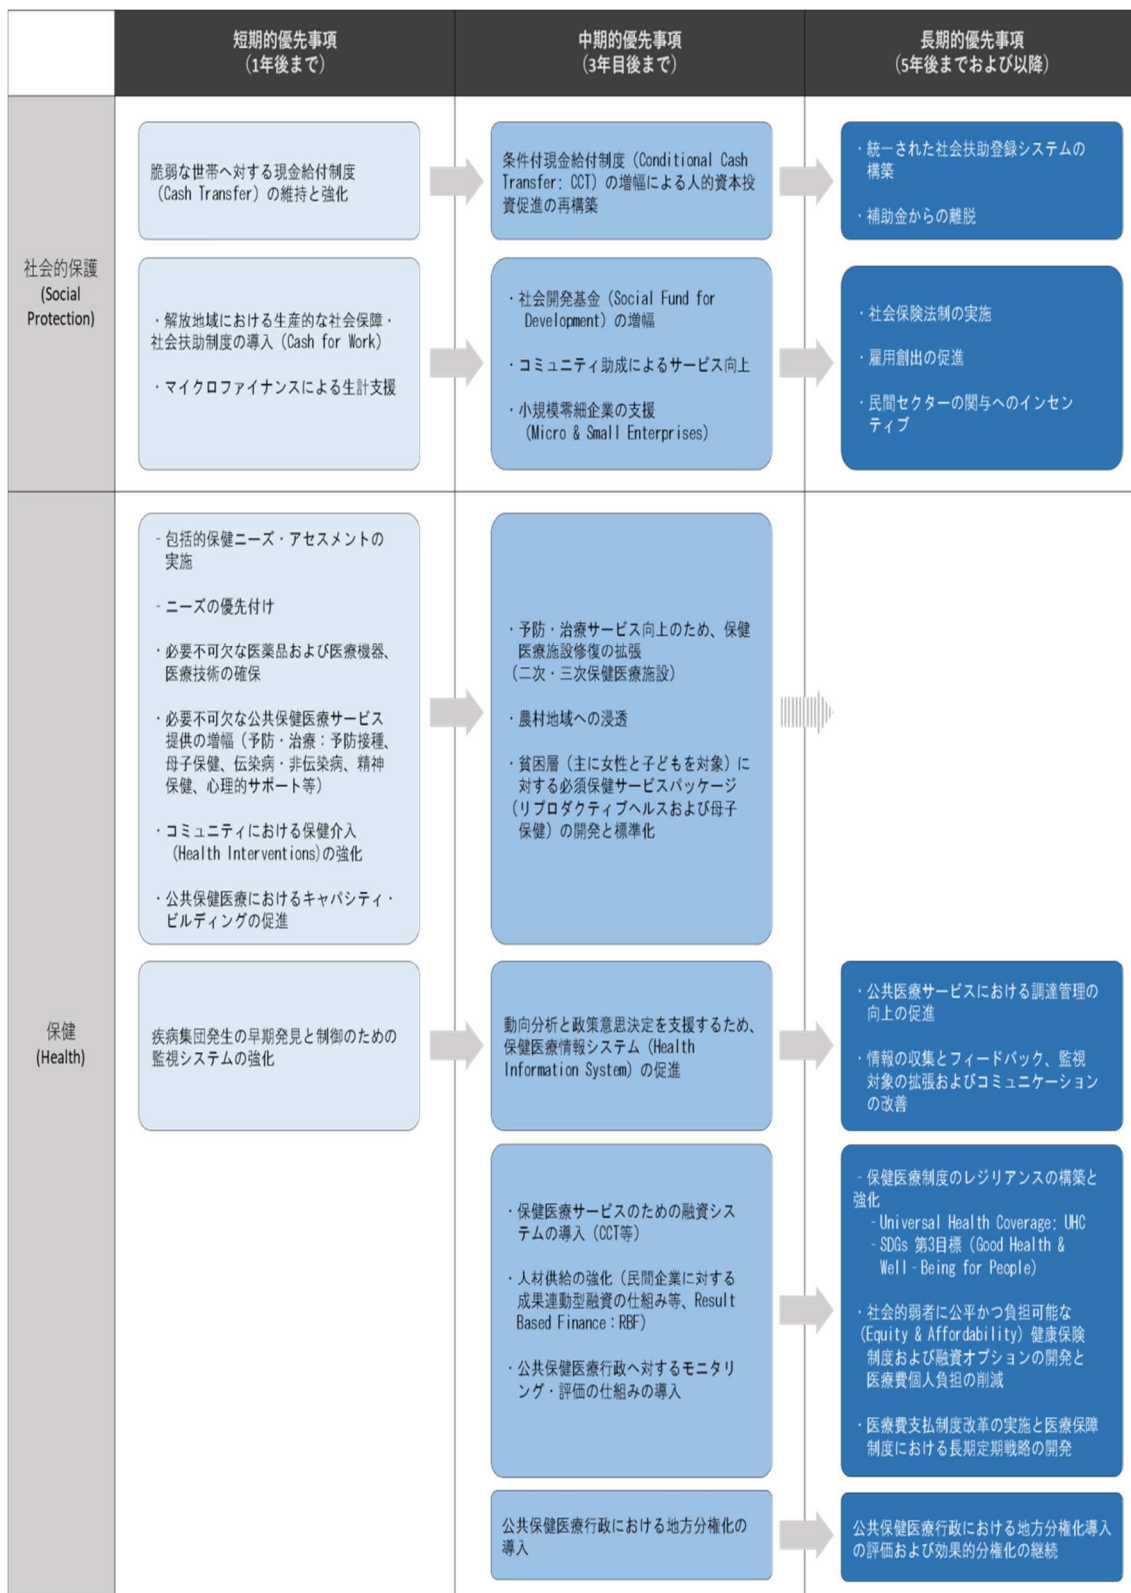 短期的優先事項
（1年後まで）
中期的優先事項
（3年目後まで）
長期的優先事項
（5年後までおよび以降）
社会的保護
(Social
Protection)
脆弱な世帯へ対する現金給付制度
（Cash Transfer）の維持と強化
条件付現金給付制度（Conditional Cash
Transfer: CCT）の増幅による人的資本投
資促進の再構築
・統一された社会扶助登録システムの
構築
・補助金からの離脱
・解放地域における生産的な社会保障・
社会扶助制度の導入（Cash for Work）
・マイクロファイナンスによる生計支援
・社会開発基金（Social Fund for
Development）の増幅
・コミュニティ助成によるサービス向上
・小規模零細企業の支援
（Micro & Small Enterprises）
・社会保険法制の実施
・雇用創出の促進
・民間セクターの関与へのインセン
ティブ
保健
(Health)
- 包括的保健ニーズ・アセスメントの
実施
- ニーズの優先付け
・必要不可欠な医薬品および医療機器、
医療技術の確保
・必要不可欠な公共保健医療サービス
提供の増幅（予防・治療：予防接種、
母子保健、伝染病・非伝染病、精神
保健、心理的サポート等）
・コミュニティにおける保健介入
(Health Interventions)の強化
・公共保健医療におけるキャパシティ・
ビルディングの促進
・予防・治療サービス向上のため、保健
医療施設修復の拡張
（二次・三次保健医療施設）
・農村地域への浸透
・貧困層（主に女性と子どもを対象）に
対する必須保健サービスパッケージ
（リプロダクティブヘルスおよび母子
保健）の開発と標準化
疾病集団発生の早期発見と制御のための
監視システムの強化
動向分析と政策意思決定を支援するため、
保健医療情報システム（Health
Information System）の促進
・公共医療サービスにおける調達管理の
向上の促進
・情報の収集とフィードバック、監視
対象の拡張およびコミュニケーション
の改善
・保健医療サービスのための融資シス
テムの導入（CCT等）
・人材供給の強化（民間企業に対する
成果連動型融資の仕組み等、Result
Based Finance：RBF）
・公共保健医療行政へ対するモニタリ
ング・評価の仕組みの導入
- 保健医療制度のレジリアンスの構築と
強化
- Universal Health Coverage: UHC
- SDGs 第3目標（Good Health &
Well-Being for People）
・社会的弱者に公平かつ負担可能な
（Equity & Affordability）健康保険
制度および融資オプションの開発と
医療費個人負担の削減
・医療費支払制度改革の実施と医療保障
制度における長期定期戦略の開発
公共保健医療行政における地方分権化の
導入
公共保健医療行政における地方分権化導入
の評価および効果的分権化の継続